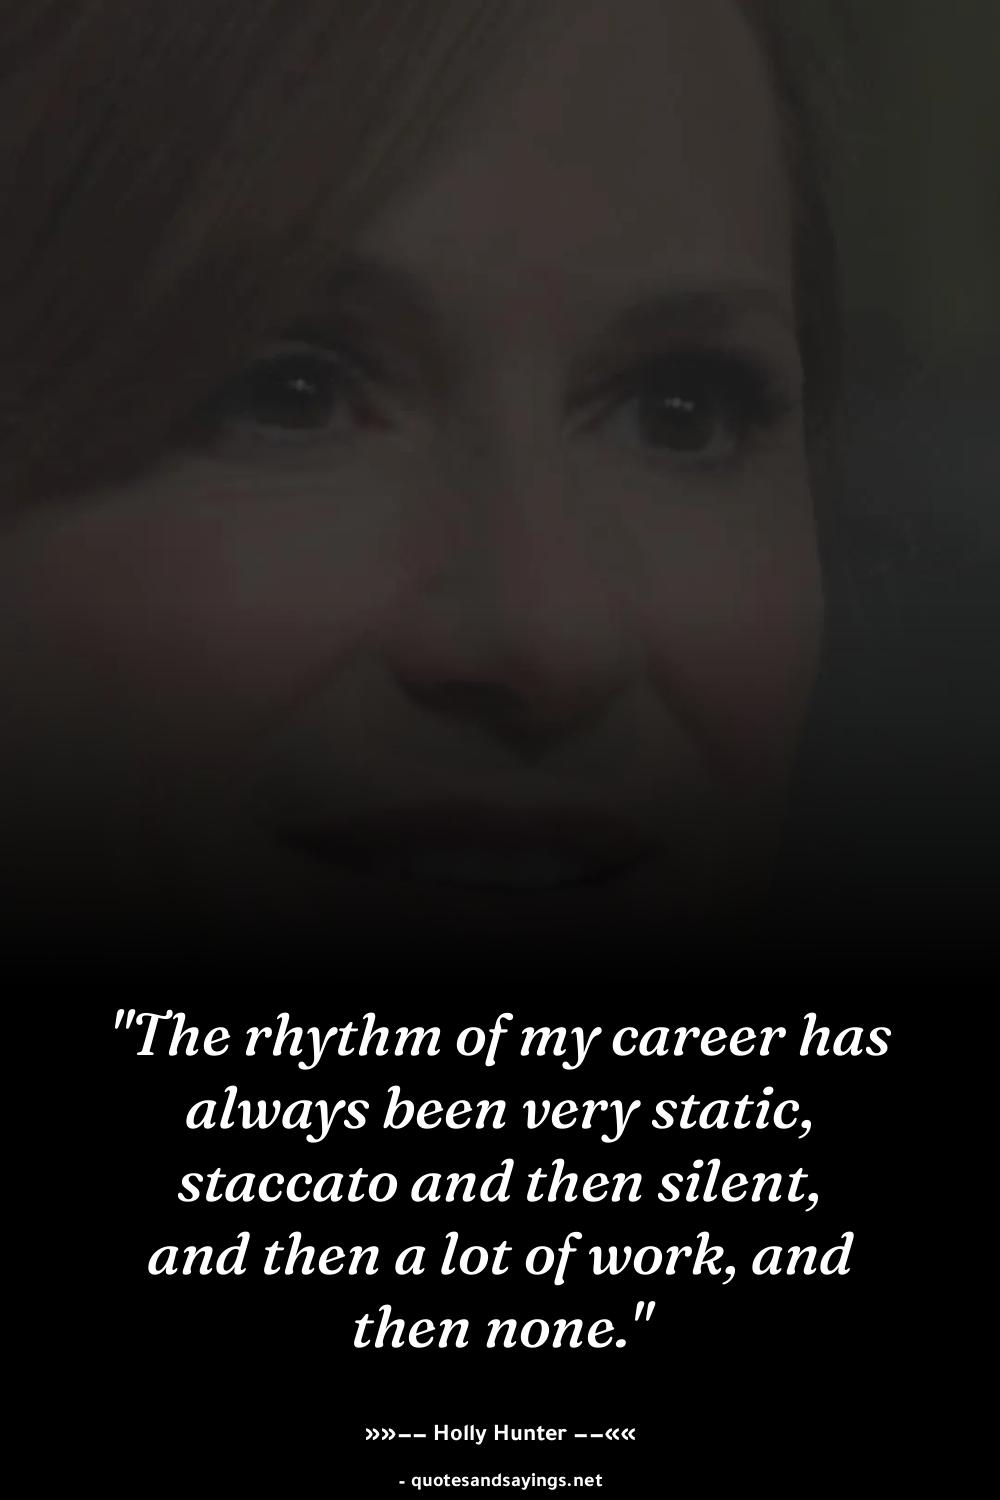 "The rhythm of my career has
always been very static,
staccato and then silent,
and then a lot of work, and
then none."
»»−− Holly Hunter −−««
- quotesandsayings.net